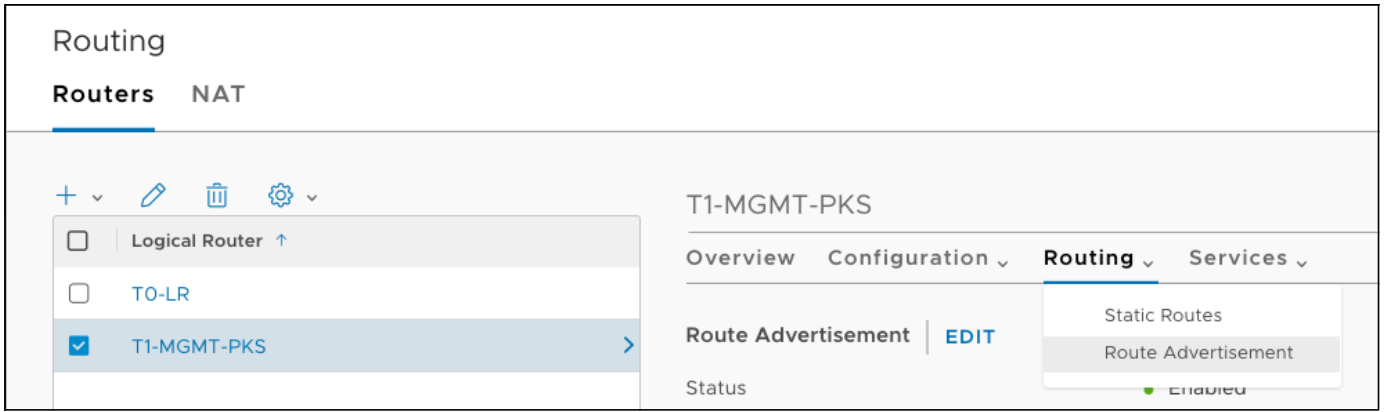 Routing
Routers NAT
Logical Router ↑
T0-LR
T1-MGMT-PKS
T1-MGMT-PKS
Overview Configuration Routing Services
Static Routes
Route Advertisement
Route Advertisement | EDIT
Status Enabled